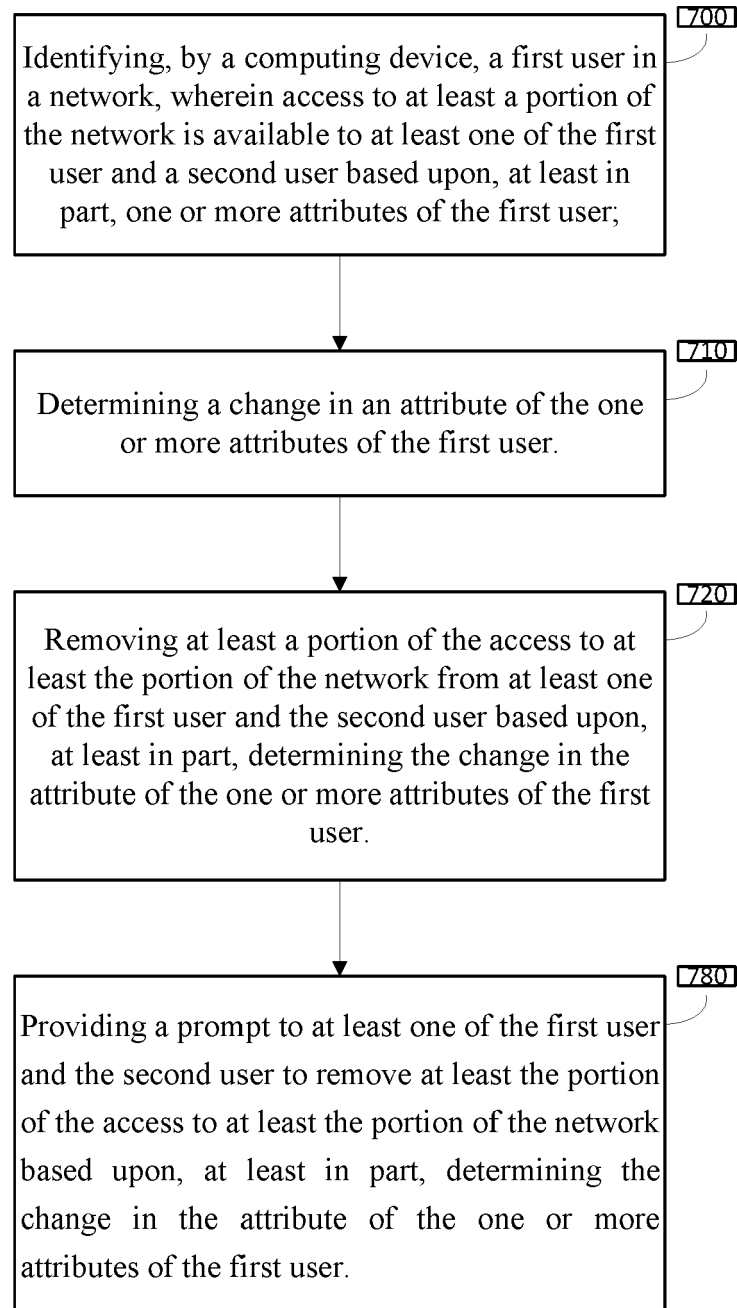 700
Identifying, by a computing device, a first user in
a network, wherein access to at least a portion of
the network is available to at least one of the first
user and a second user based upon, at least in
part, one or more attributes of the first user;
710
Determining a change in an attribute of the one
or more attributes of the first user.
720
Removing at least a portion of the access to at
least the portion of the network from at least one
of the first user and the second user based upon,
at least in part, determining the change in the
attribute of the one or more attributes of the first
user.
780
Providing a prompt to at least one of the first user
and the second user to remove at least the portion
of the access to at least the portion of the network
based upon, at least in part, determining the
change in the attribute of the one or more
attributes of the first user.